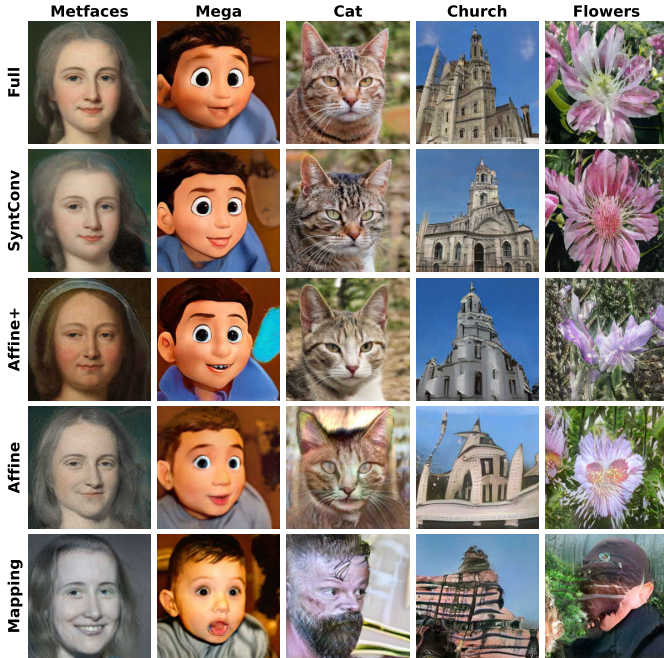 Metfaces Mega Cat Church Flowers
Full
SyntConv
Affine+
Affine
Mapping